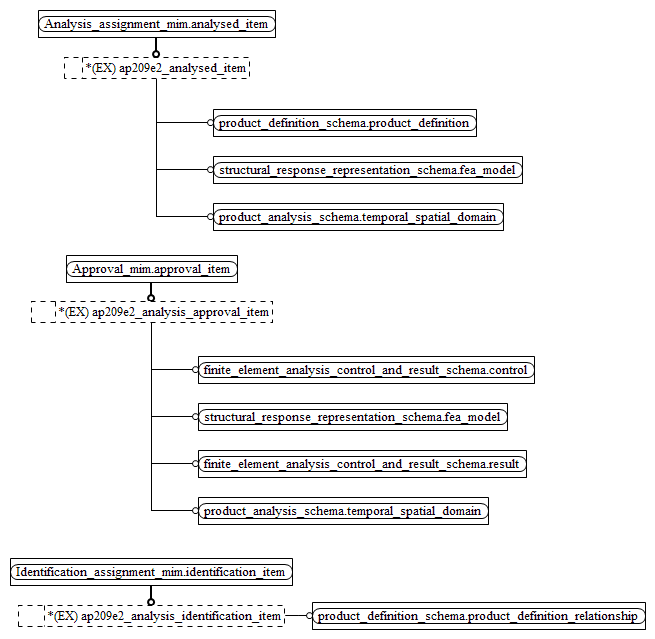 Analysis_assignment_mim.analysed_item
*(EX) ap209e2_analysed_item
product_definition_schema.product_definition
structural_response_representation_schema.fea_model
product_analysis_schema.temporal_spatial_domain
Approval_mim.approval_item
*(EX) ap209e2_analysis_approval_item
finite_element_analysis_control_and_result_schema.control
structural_response_representation_schema.fea_model
finite_element_analysis_control_and_result_schema.result
product_analysis_schema.temporal_spatial_domain
Identification_assignment_mim.identification_item
*(EX) ap209e2_analysis_identification_item
product_definition_schema.product_definition_relationship